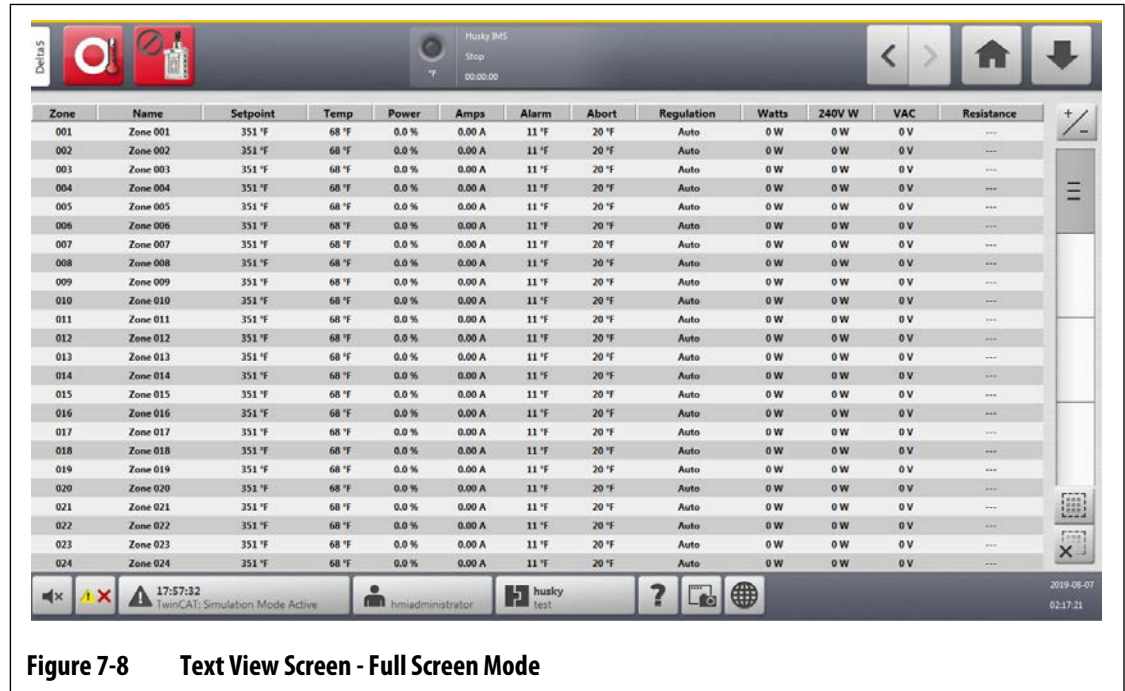 Delta5
°F
Husky IMS
Stop
00:00:00
Zone Name Setpoint Temp Power Amps Alarm Abort Regulation Watts 240V W VAC Resistance
001 Zone 001 351 °F 68 °F 0.0 % 0.00 A 11 °F 20 °F Auto 0 W 0 W 0 V ---
002 Zone 002 351 °F 68 °F 0.0 % 0.00 A 11 °F 20 °F Auto 0 W 0 W 0 V ---
003 Zone 003 351 °F 68 °F 0.0 % 0.00 A 11 °F 20 °F Auto 0 W 0 W 0 V ---
004 Zone 004 351 °F 68 °F 0.0 % 0.00 A 11 °F 20 °F Auto 0 W 0 W 0 V ---
005 Zone 005 351 °F 68 °F 0.0 % 0.00 A 11 °F 20 °F Auto 0 W 0 W 0 V ---
006 Zone 006 351 °F 68 °F 0.0 % 0.00 A 11 °F 20 °F Auto 0 W 0 W 0 V ---
007 Zone 007 351 °F 68 °F 0.0 % 0.00 A 11 °F 20 °F Auto 0 W 0 W 0 V ---
008 Zone 008 351 °F 68 °F 0.0 % 0.00 A 11 °F 20 °F Auto 0 W 0 W 0 V ---
009 Zone 009 351 °F 68 °F 0.0 % 0.00 A 11 °F 20 °F Auto 0 W 0 W 0 V ---
010 Zone 010 351 °F 68 °F 0.0 % 0.00 A 11 °F 20 °F Auto 0 W 0 W 0 V ---
011 Zone 011 351 °F 68 °F 0.0 % 0.00 A 11 °F 20 °F Auto 0 W 0 W 0 V ---
012 Zone 012 351 °F 68 °F 0.0 % 0.00 A 11 °F 20 °F Auto 0 W 0 W 0 V ---
013 Zone 013 351 °F 68 °F 0.0 % 0.00 A 11 °F 20 °F Auto 0 W 0 W 0 V ---
014 Zone 014 351 °F 68 °F 0.0 % 0.00 A 11 °F 20 °F Auto 0 W 0 W 0 V ---
015 Zone 015 351 °F 68 °F 0.0 % 0.00 A 11 °F 20 °F Auto 0 W 0 W 0 V ---
016 Zone 016 351 °F 68 °F 0.0 % 0.00 A 11 °F 20 °F Auto 0 W 0 W 0 V ---
017 Zone 017 351 °F 68 °F 0.0 % 0.00 A 11 °F 20 °F Auto 0 W 0 W 0 V ---
018 Zone 018 351 °F 68 °F 0.0 % 0.00 A 11 °F 20 °F Auto 0 W 0 W 0 V ---
019 Zone 019 351 °F 68 °F 0.0 % 0.00 A 11 °F 20 °F Auto 0 W 0 W 0 V ---
020 Zone 020 351 °F 68 °F 0.0 % 0.00 A 11 °F 20 °F Auto 0 W 0 W 0 V ---
021 Zone 021 351 °F 68 °F 0.0 % 0.00 A 11 °F 20 °F Auto 0 W 0 W 0 V ---
022 Zone 022 351 °F 68 °F 0.0 % 0.00 A 11 °F 20 °F Auto 0 W 0 W 0 V ---
023 Zone 023 351 °F 68 °F 0.0 % 0.00 A 11 °F 20 °F Auto 0 W 0 W 0 V ---
024 Zone 024 351 °F 68 °F 0.0 % 0.00 A 11 °F 20 °F Auto 0 W 0 W 0 V ---
17:57:32
TwinCAT: Simulation Mode Active
hmiadministrator
husky
test
?
2019-08-07
02:17:21
Figure 7-8 Text View Screen - Full Screen Mode